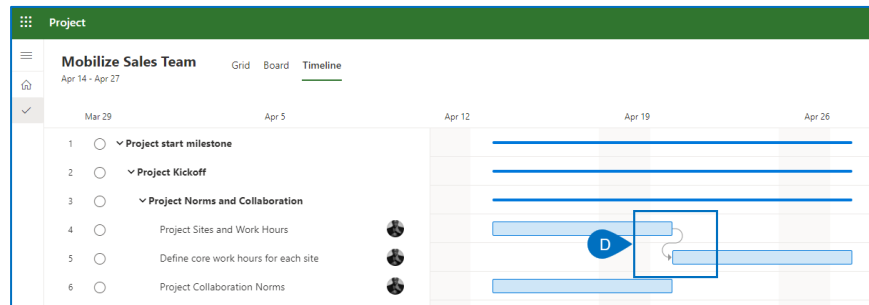 Project
Mobilize Sales Team Grid Board Timeline
Apr 14 - Apr 27
Mar 29 Apr 5 Apr 12 Apr 19 Apr 26
1 Project start milestone
2 Project Kickoff
3 Project Norms and Collaboration
4 Project Sites and Work Hours
D
5 Define core work hours for each site
6 Project Collaboration Norms